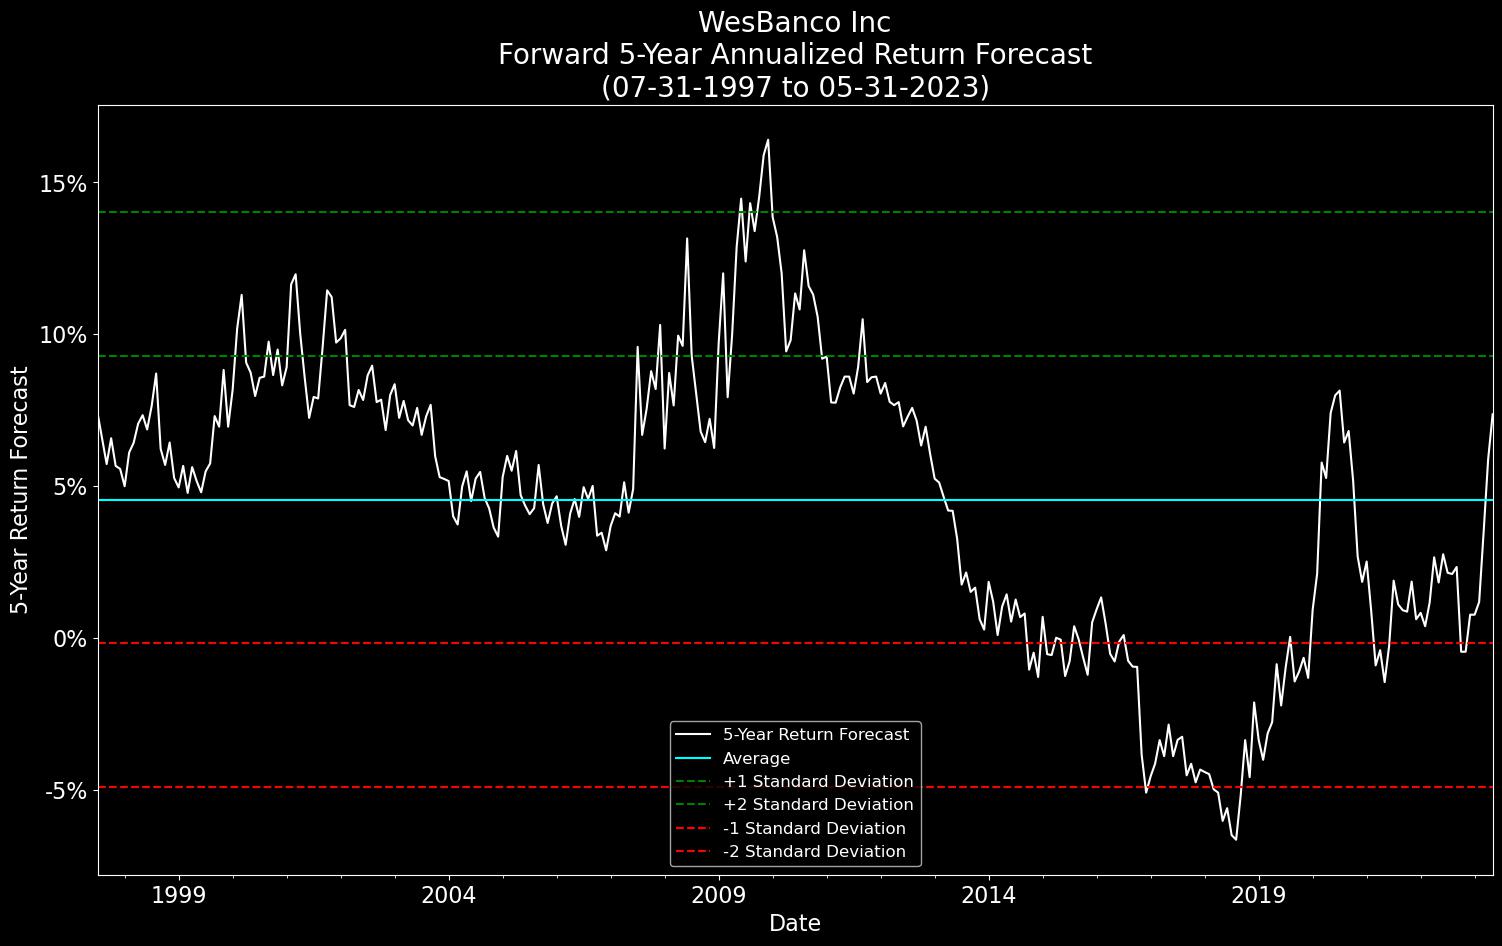 WesBanco Inc
Forward 5-Year Annualized Return Forecast
(07-31-1997 to 05-31-2023)
5-Year Return Forecast
15%
10%
5%
0%
-5%
5-Year Return Forecast
Average
+1 Standard Deviation
+2 Standard Deviation
-1 Standard Deviation
-2 Standard Deviation
1999 2004 2009 2014 2019
Date